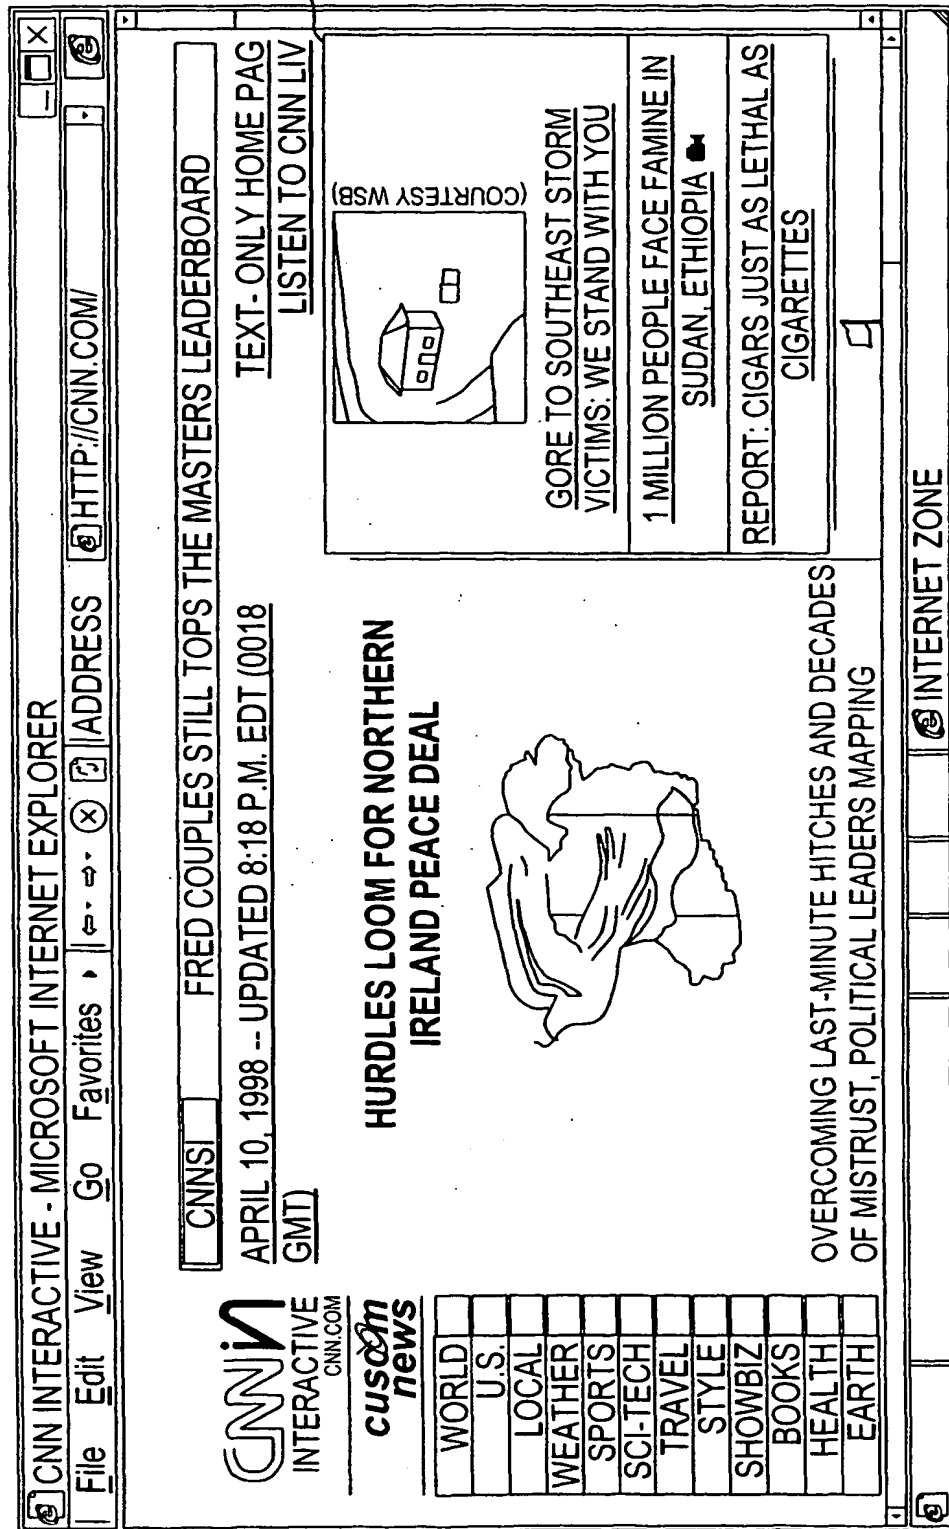 CNN INTERACTIVE - MICROSOFT INTERNET EXPLORER
File Edit View Go Favorites ADDRESS HTTP://CNN.COM/
CNNSI FRED COUPLES STILL TOPS THE MASTERS LEADERBOARD
CNN IN
INTERACTIVE
CNN.COM
APRIL 10, 1998 -- UPDATED 8:18 P.M. EDT (0018
GMT)
TEXT- ONLY HOME PAG
LISTEN TO CNN LIV
cusom
news
WORLD
U.S.
LOCAL
WEATHER
SPORTS
SCI-TECH
TRAVEL
STYLE
SHOWBIZ
BOOKS
HEALTH
EARTH
HURDLES LOOM FOR NORTHERN
IRELAND PEACE DEAL
OVERCOMING LAST-MINUTE HITCHES AND DECADES
OF MISTRUST, POLITICAL LEADERS MAPPING
(COURTESY WSB)
GORE TO SOUTHEAST STORM
VICTIMS: WE STAND WITH YOU
1 MILLION PEOPLE FACE FAMINE IN
SUDAN, ETHIOPIA
REPORT: CIGARS JUST AS LETHAL AS
CIGARETTES
INTERNET ZONE